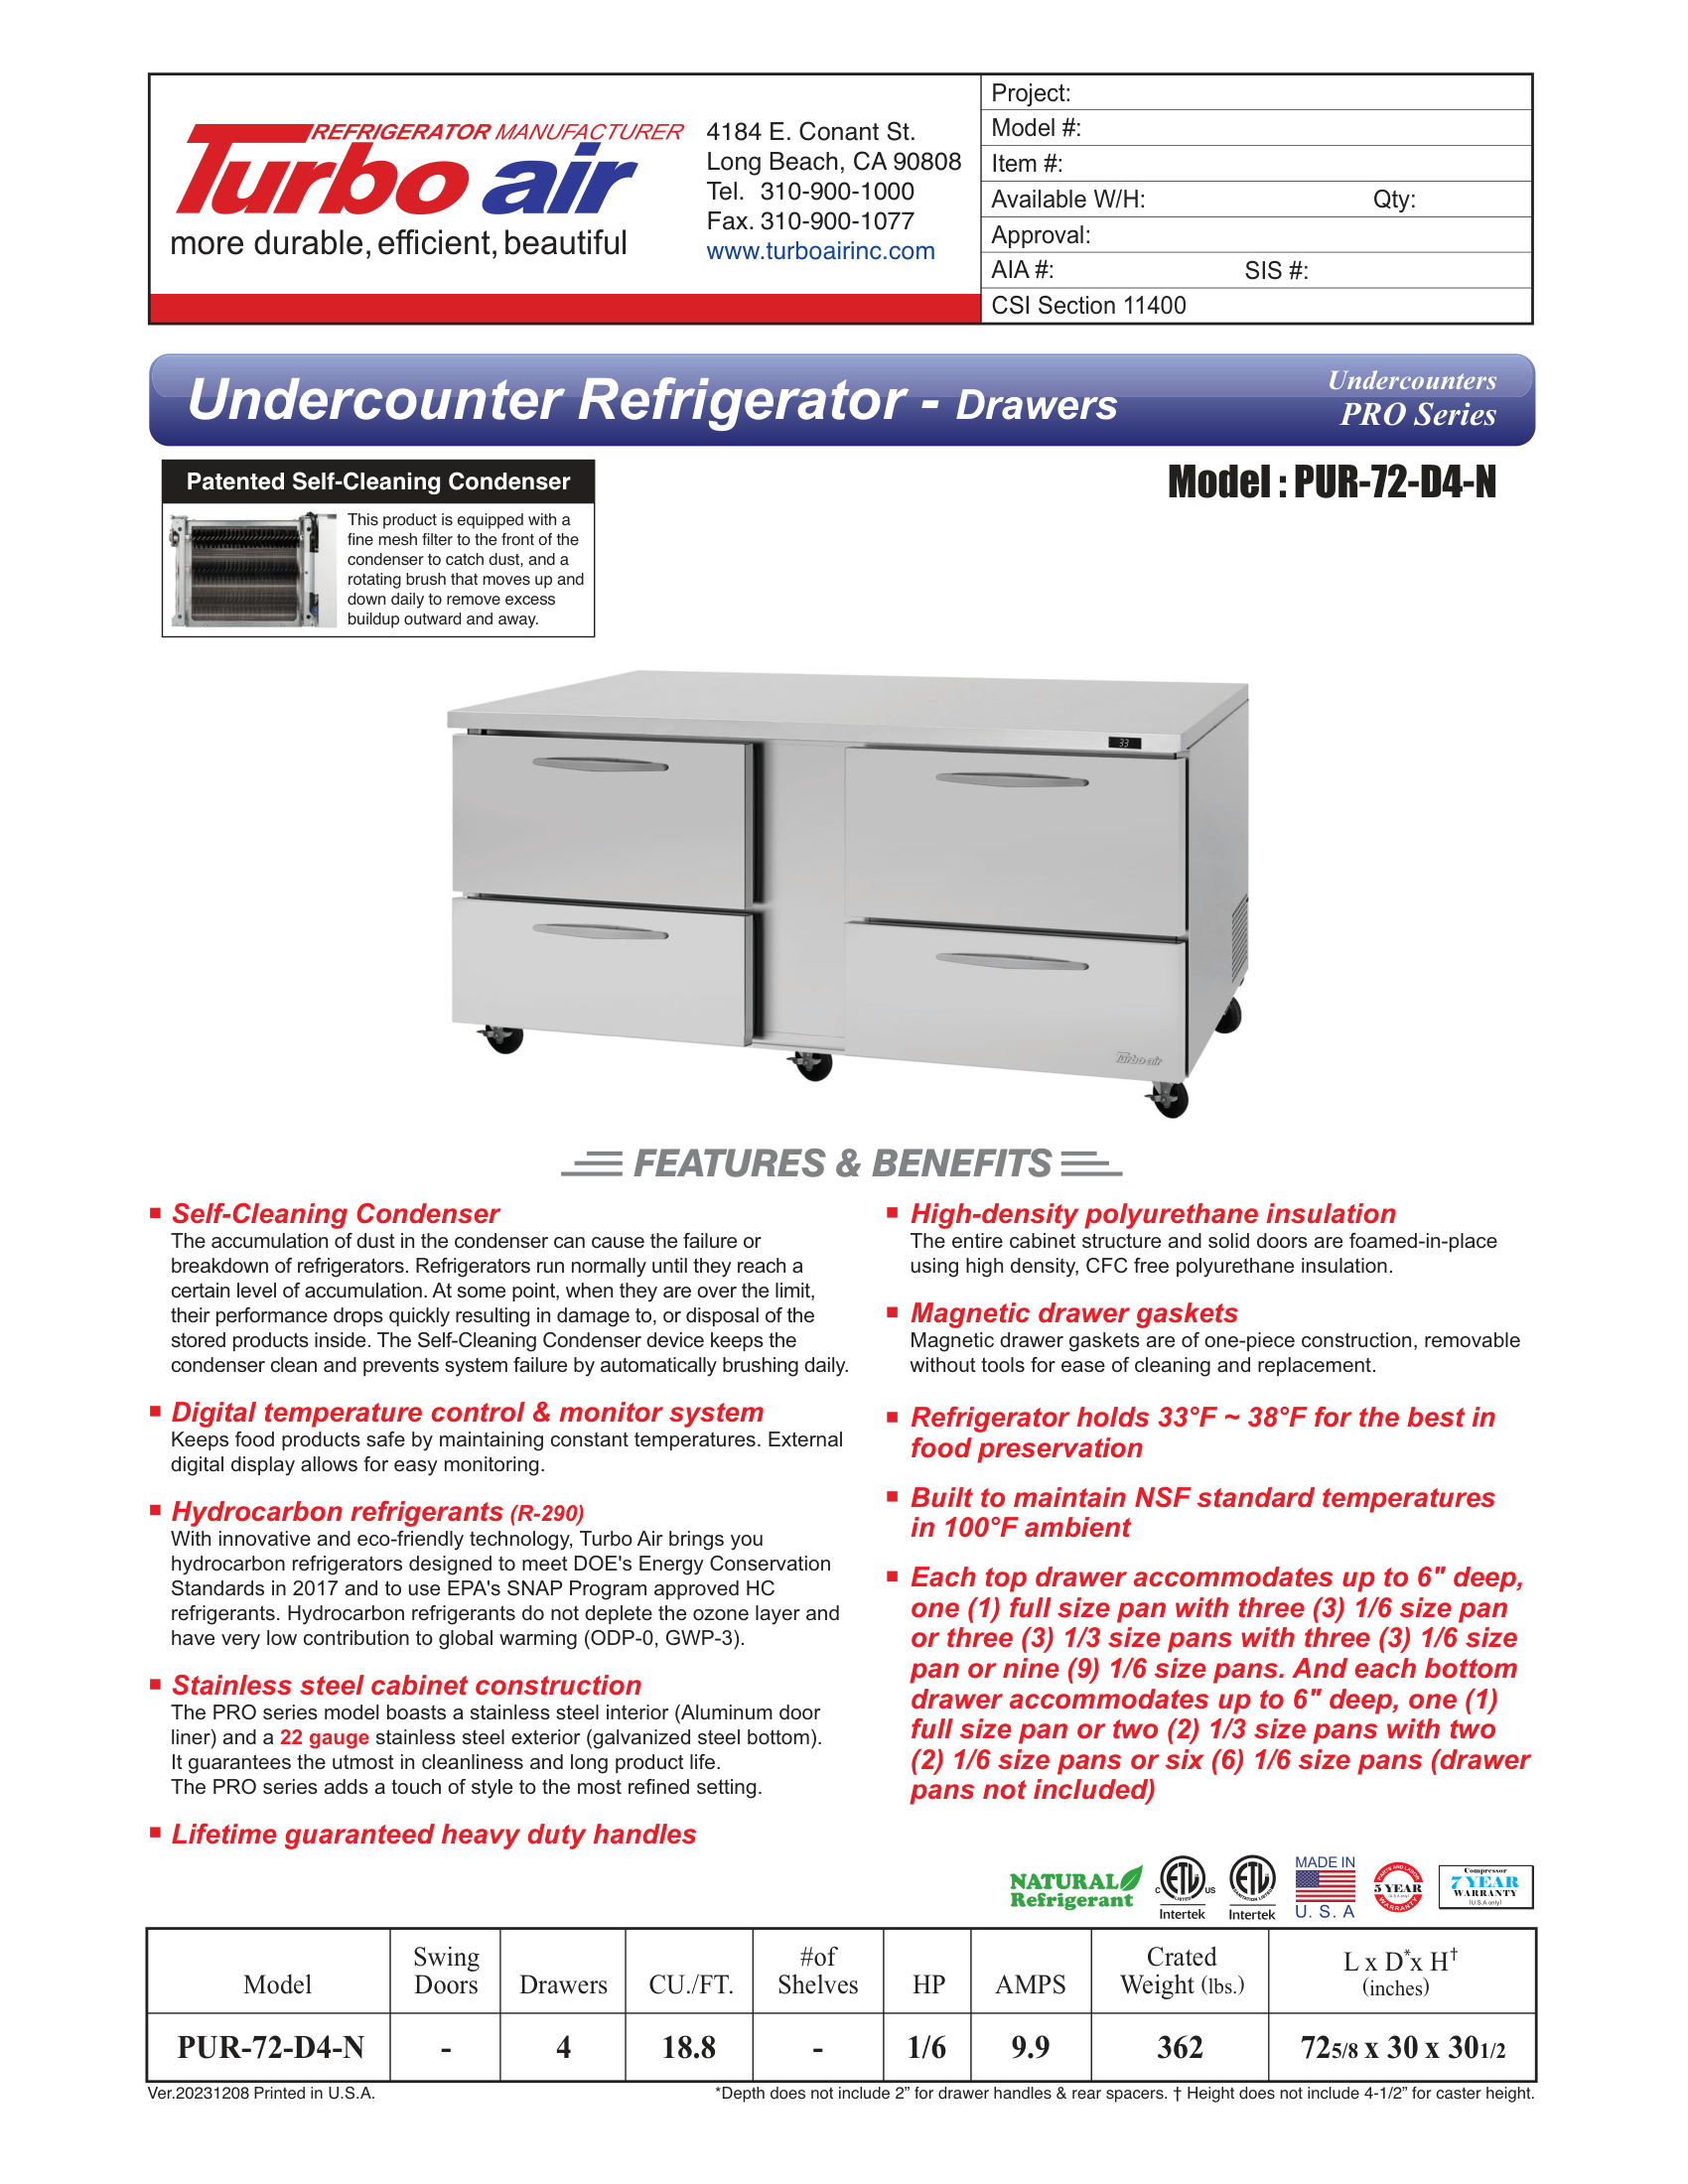 REFRIGERATOR MANUFACTURER
Turbo air
more durable, efficient, beautiful
4184 E. Conant St.
Long Beach, CA 90808
Tel. 310-900-1000
Fax. 310-900-1077
www.turboairinc.com
Project:
Model #:
Item #:
Available W/H: Qty:
Approval:
AIA #: SIS #:
CSI Section 11400
Undercounter Refrigerator - Drawers
Undercounters
PRO Series
Patented Self-Cleaning Condenser
This product is equipped with a
fine mesh filter to the front of the
condenser to catch dust, and a
rotating brush that moves up and
down daily to remove excess
buildup outward and away.
Model : PUR-72-D4-N
33
Turbo air
FEATURES & BENEFITS
Self-Cleaning Condenser
The accumulation of dust in the condenser can cause the failure or
breakdown of refrigerators. Refrigerators run normally until they reach a
certain level of accumulation. At some point, when they are over the limit,
their performance drops quickly resulting in damage to, or disposal of the
stored products inside. The Self-Cleaning Condenser device keeps the
condenser clean and prevents system failure by automatically brushing daily.
Digital temperature control & monitor system
Keeps food products safe by maintaining constant temperatures. External
digital display allows for easy monitoring.
Hydrocarbon refrigerants (R-290)
With innovative and eco-friendly technology, Turbo Air brings you
hydrocarbon refrigerators designed to meet DOE's Energy Conservation
Standards in 2017 and to use EPA's SNAP Program approved HC
refrigerants. Hydrocarbon refrigerants do not deplete the ozone layer and
have very low contribution to global warming (ODP-0, GWP-3).
Stainless steel cabinet construction
The PRO series model boasts a stainless steel interior (Aluminum door
liner) and a 22 gauge stainless steel exterior (galvanized steel bottom).
It guarantees the utmost in cleanliness and long product life.
The PRO series adds a touch of style to the most refined setting.
Lifetime guaranteed heavy duty handles
High-density polyurethane insulation
The entire cabinet structure and solid doors are foamed-in-place
using high density, CFC free polyurethane insulation.
Magnetic drawer gaskets
Magnetic drawer gaskets are of one-piece construction, removable
without tools for ease of cleaning and replacement.
Refrigerator holds 33°F ~ 38°F for the best in
food preservation
Built to maintain NSF standard temperatures
in 100°F ambient
Each top drawer accommodates up to 6" deep,
one (1) full size pan with three (3) 1/6 size pan
or three (3) 1/3 size pans with three (3) 1/6 size
pan or nine (9) 1/6 size pans. And each bottom
drawer accommodates up to 6" deep, one (1)
full size pan or two (2) 1/3 size pans with two
(2) 1/6 size pans or six (6) 1/6 size pans (drawer
pans not included)
NATURAL
Refrigerant
C ETL US
LISTED
Intertek
ETL
SANITATION LISTED
Intertek
MADE IN
U. S. A
PARTS AND LABOR
5 YEAR
(U.S.A only)
WARRANTY
Compressor
7 YEAR
WARRANTY
(U.S.A only)
Model Swing Doors Drawers CU./FT. #of Shelves HP AMPS Crated Weight (lbs.) L x D* x H† (inches)
PUR-72-D4-N - 4 18.8 - 1/6 9.9 362 72 5/8 x 30 x 30 1/2
Ver.20231208 Printed in U.S.A.
*Depth does not include 2” for drawer handles & rear spacers. † Height does not include 4-1/2” for caster height.